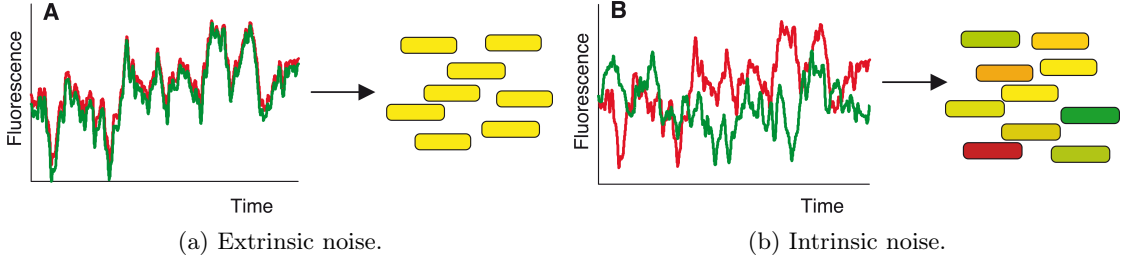 A
Fluorescence
Time
(a) Extrinsic noise.
B
Fluorescence
Time
(b) Intrinsic noise.